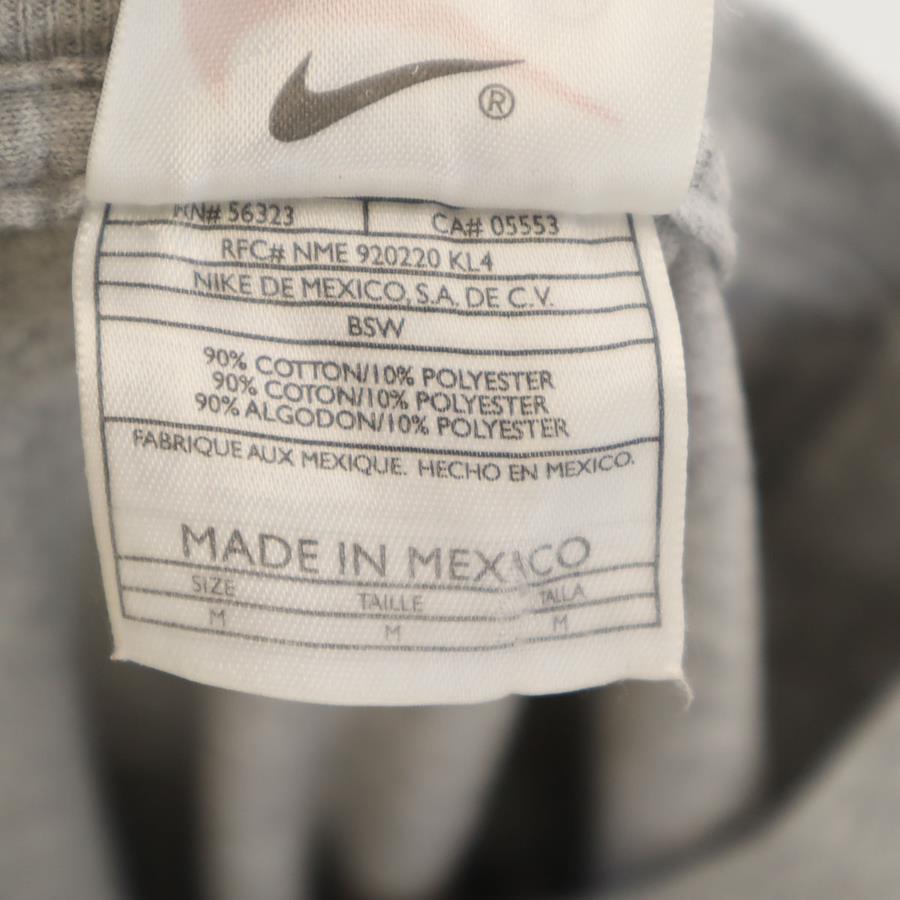 ®
RN# 56323 CA# 05553
RFC# NME 920220 KL4
NIKE DE MEXICO, S.A. DE C.V.
BSW
90% COTTON/10% POLYESTER
90% COTON/10% POLYESTER
90% ALGODON/10% POLYESTER
FABRIQUE AUX MEXIQUE. HECHO EN MEXICO.
MADE IN MEXICO
SIZE TAILLE TALLA
M M M